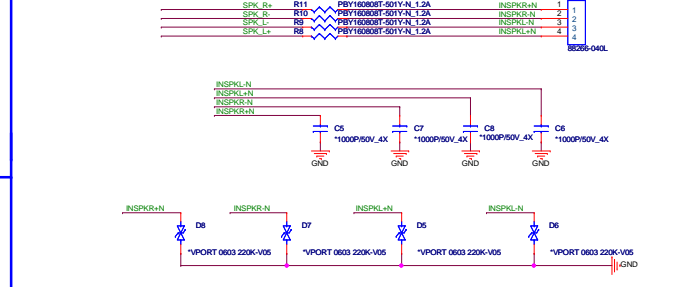 SPK_R+ R11 PBY160808T-501Y-N_1.2A INSPKR+N 1 1
SPK_R- R10 PBY160808T-501Y-N_1.2A INSPKR-N 2 2
SPK_L- R9 PBY160808T-501Y-N_1.2A INSPKL-N 3 3
SPK_L+ R8 PBY160808T-501Y-N_1.2A INSPKL+N 4 4
88266-040L
INSPKL-N
INSPKL+N
INSPKR-N
INSPKR+N
C5 C7 C8 C6
*1000P/50V_4X *1000P/50V_4X *1000P/50V_4X *1000P/50V_4X
GND GND GND GND
INSPKR+N INSPKR-N INSPKL+N INSPKL-N
D8 D7 D5 D6
*VPORT 0603 220K-V05 *VPORT 0603 220K-V05 *VPORT 0603 220K-V05 *VPORT 0603 220K-V05
GND